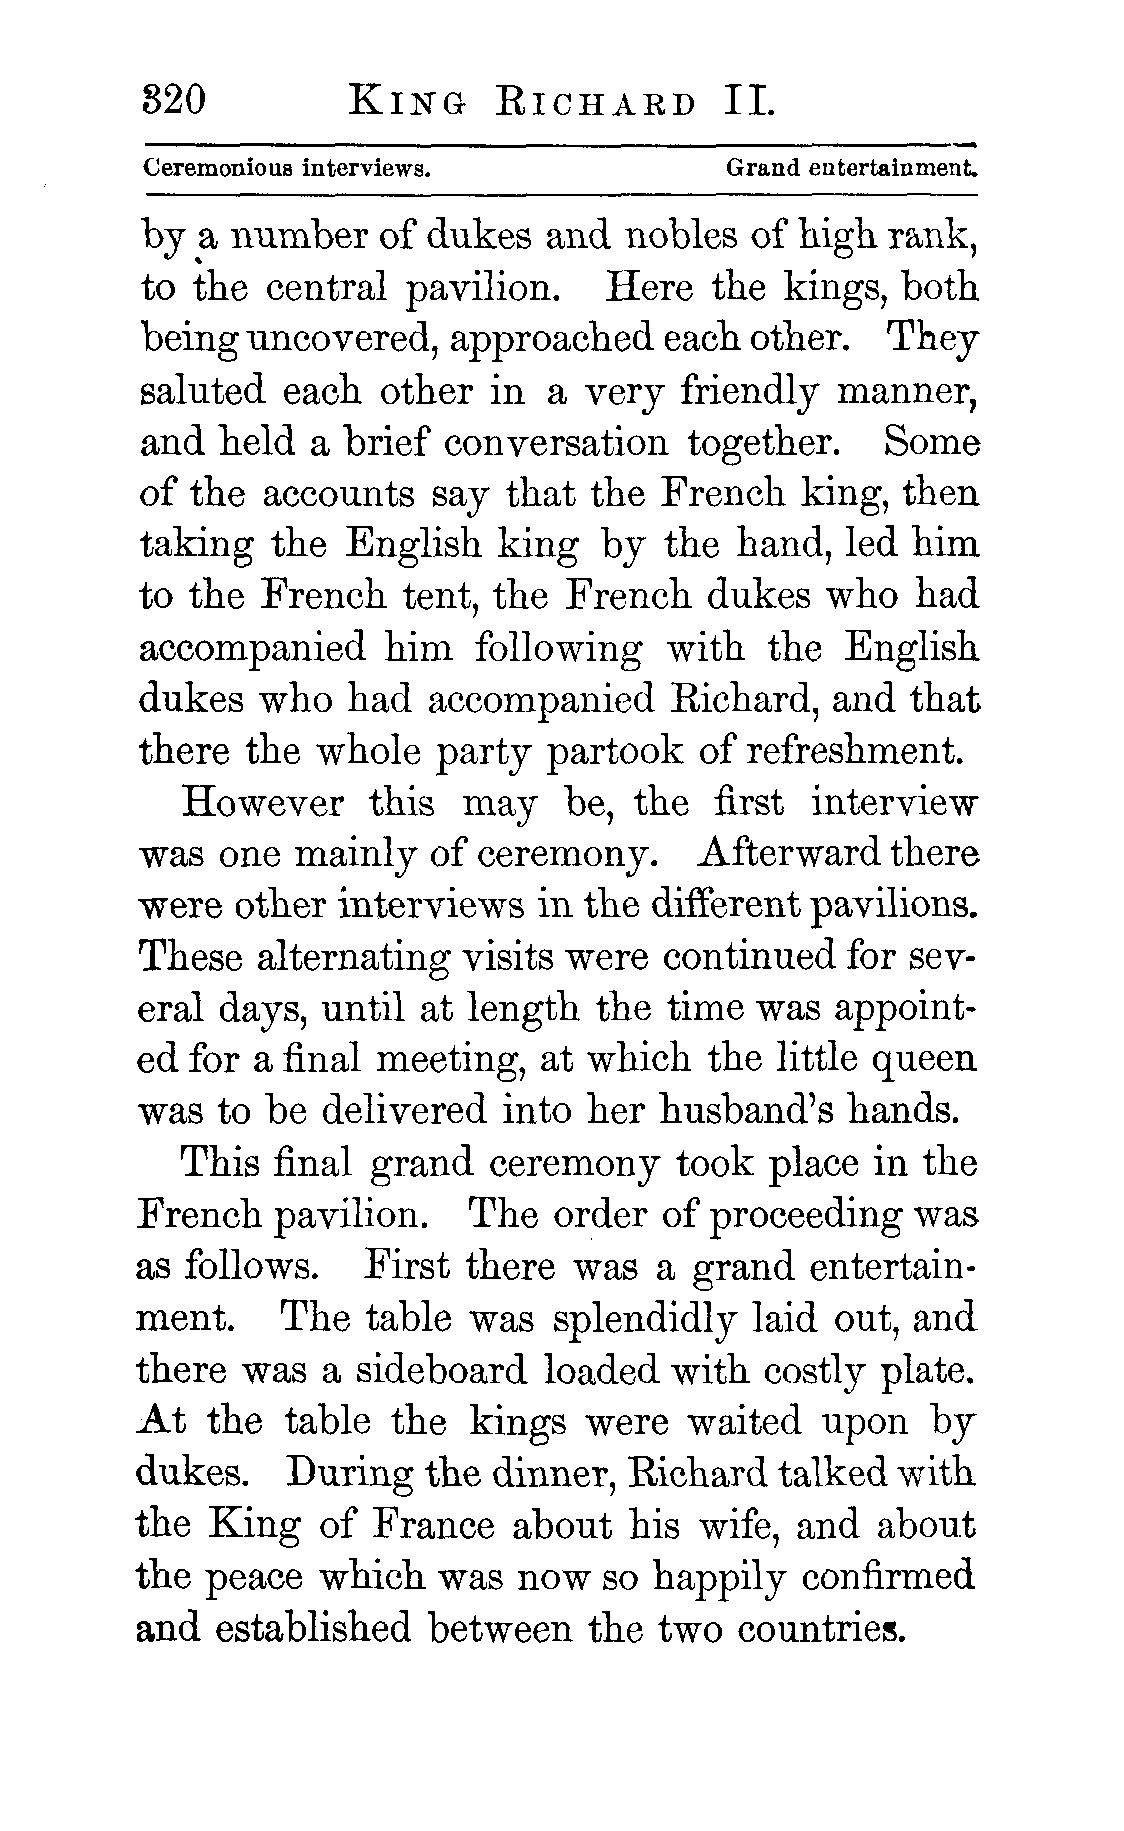 320 KING RICHARD II.
Ceremonious interviews. Grand entertainment.
by a number of dukes and nobles of high rank,
to the central pavilion. Here the kings, both
being uncovered, approached each other. They
saluted each other in a very friendly manner,
and held a brief conversation together. Some
of the accounts say that the French king, then
taking the English king by the hand, led him
to the French tent, the French dukes who had
accompanied him following with the English
dukes who had accompanied Richard, and that
there the whole party partook of refreshment.
However this may be, the first interview
was one mainly of ceremony. Afterward there
were other interviews in the different pavilions.
These alternating visits were continued for sev-
eral days, until at length the time was appoint-
ed for a final meeting, at which the little queen
was to be delivered into her husband's hands.
This final grand ceremony took place in the
French pavilion. The order of proceeding was
as follows. First there was a grand entertain-
ment. The table was splendidly laid out, and
there was a sideboard loaded with costly plate.
At the table the kings were waited upon by
dukes. During the dinner, Richard talked with
the King of France about his wife, and about
the peace which was now so happily confirmed
and established between the two countries.